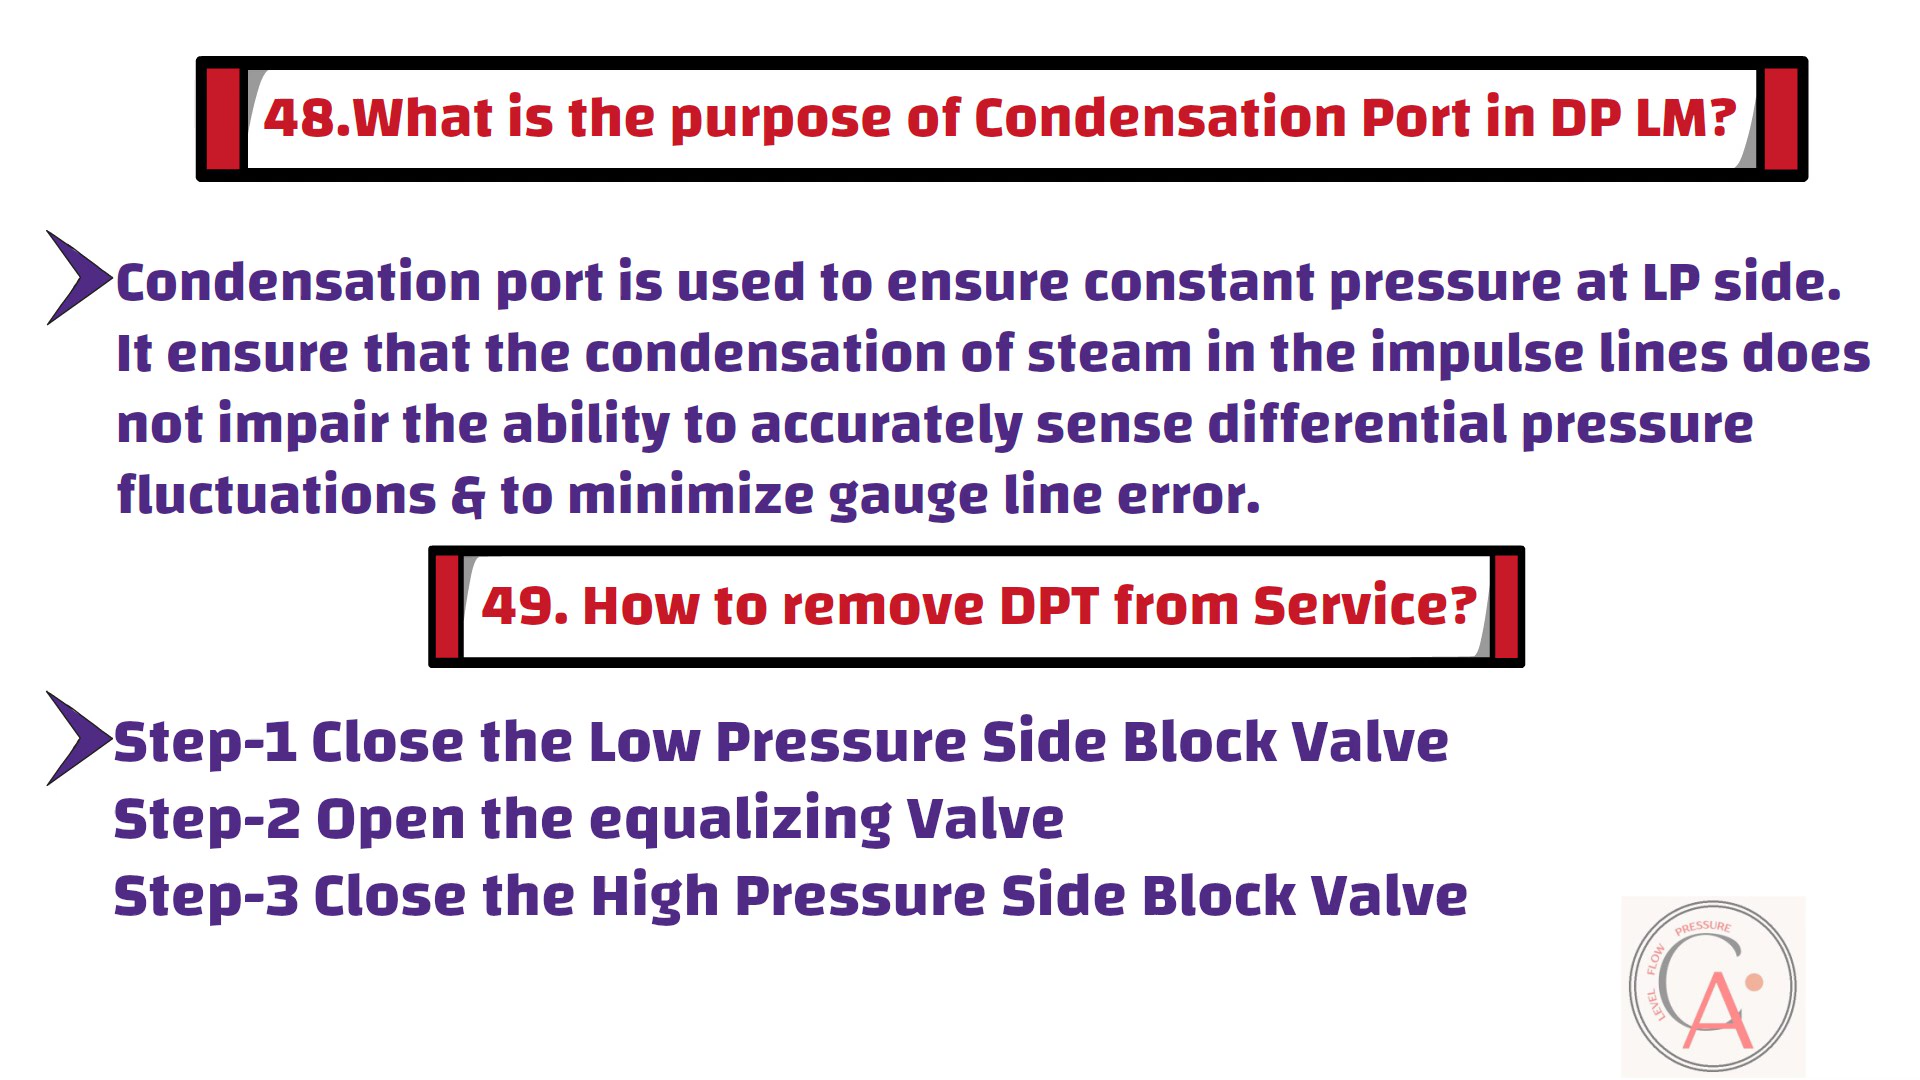 48.What is the purpose of Condensation Port in DP LM?
Condensation port is used to ensure constant pressure at LP side.
It ensure that the condensation of steam in the impulse lines does
not impair the ability to accurately sense differential pressure
fluctuations & to minimize gauge line error.
49. How to remove DPT from Service?
Step-1 Close the Low Pressure Side Block Valve
Step-2 Open the equalizing Valve
Step-3 Close the High Pressure Side Block Valve
LEVEL FLOW PRESSURE
CA